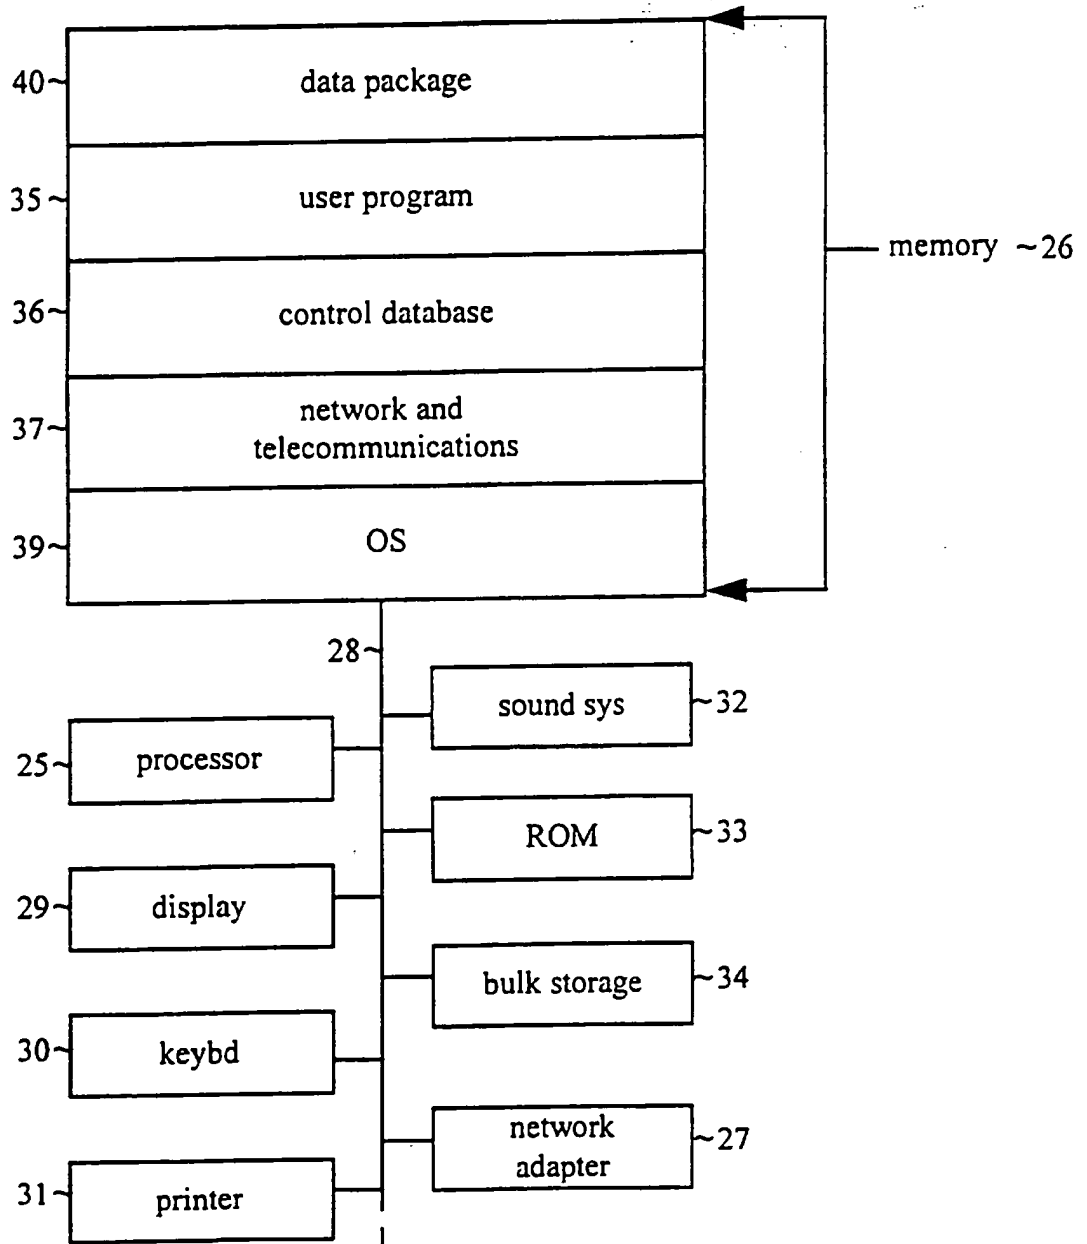 40~ data package
35~ user program
memory ~26
36~ control database
37~ network and
telecommunications
39~ OS
28~
sound sys ~32
25~ processor
ROM ~33
29~ display
bulk storage ~34
30~ keybd
network
adapter ~27
31~ printer